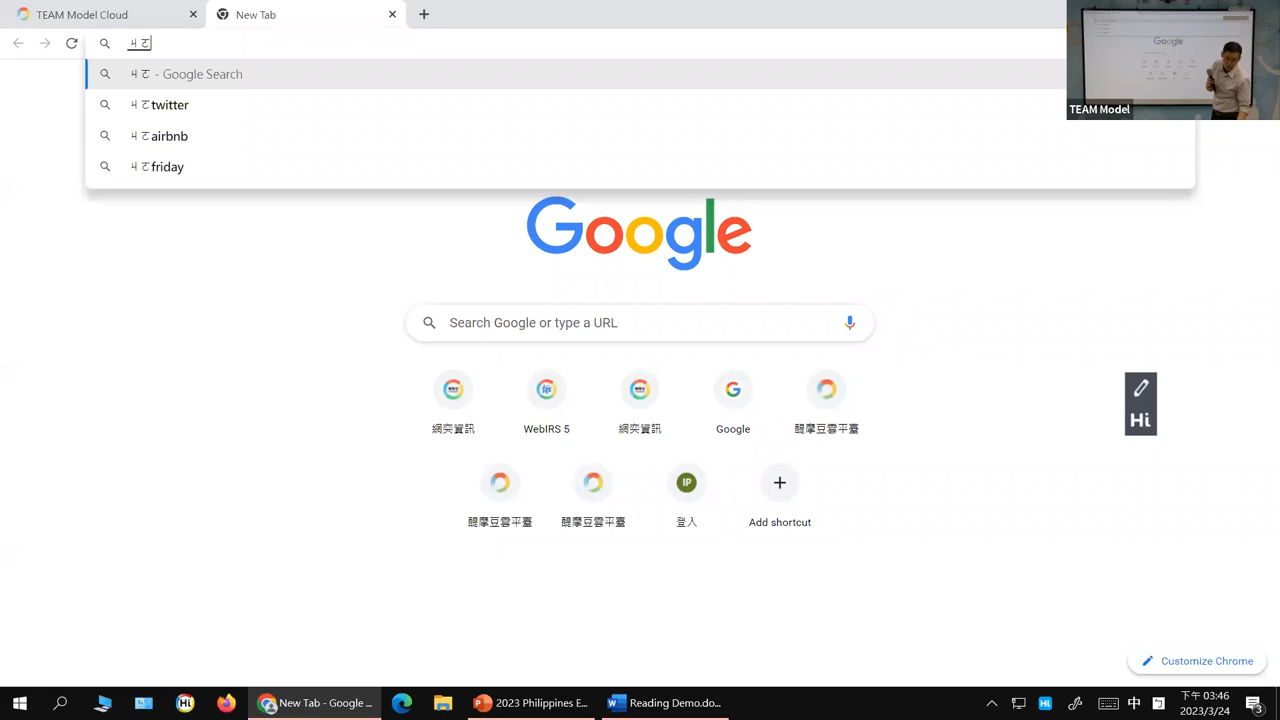 TEAM Model Cloud
New Tab
ㄐㄛ
ㄐㄛ - Google Search
ㄐㄛtwitter
ㄐㄛairbnb
ㄐㄛfriday
TEAM Model
Google
Search Google or type a URL
網奕資訊
WebIRS 5
網奕資訊
Google
醍摩豆雲平臺
醍摩豆雲平臺
醍摩豆雲平臺
IP
登入
Add shortcut
Hi
Customize Chrome
New Tab - Google ...
2023 Philippines E...
Reading Demo.do...
中
ㄅ
下午 03:46
2023/3/24
3